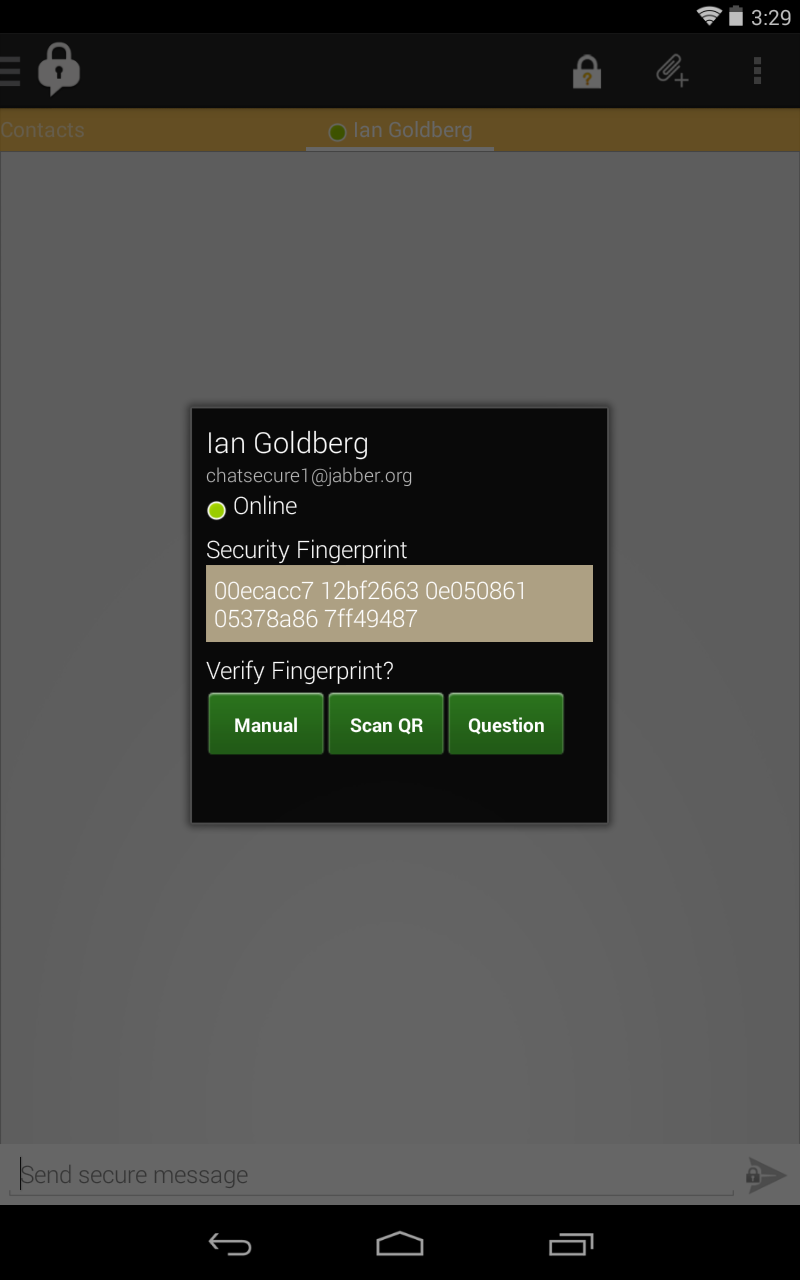 3:29
?
Contacts
Ian Goldberg
Ian Goldberg
chatsecure1@jabber.org
Online
Security Fingerprint
00ecacc7 12bf2663 0e050861
05378a86 7ff49487
Verify Fingerprint?
Manual
Scan QR
Question
Send secure message